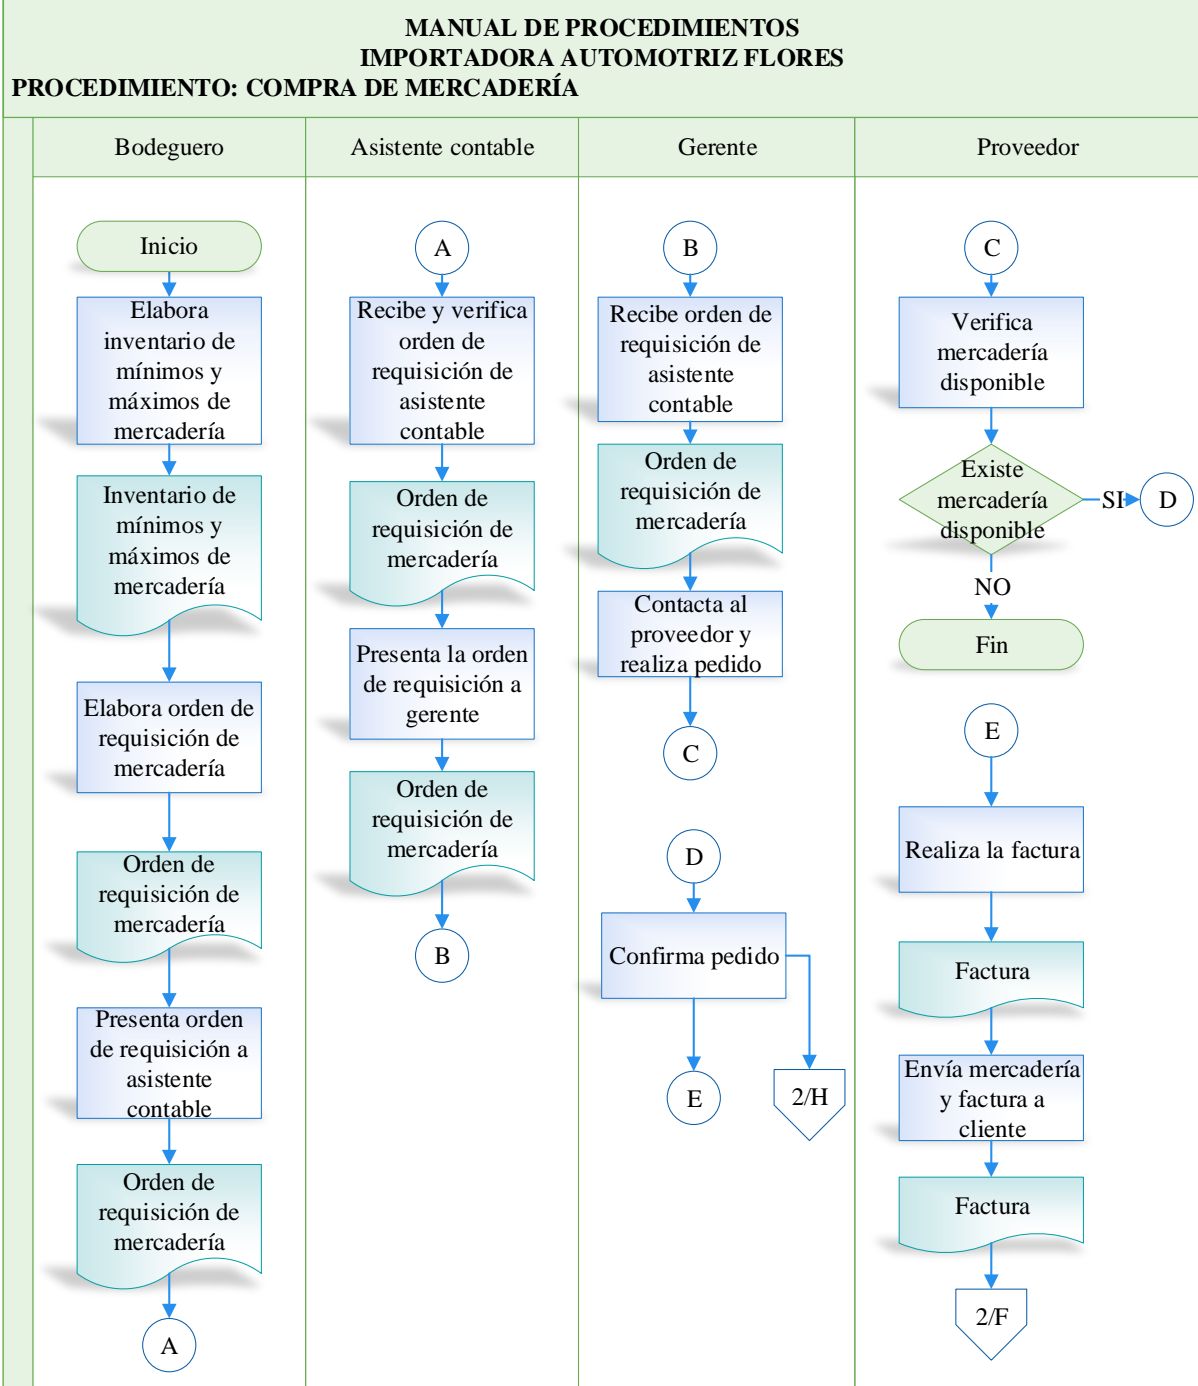 MANUAL DE PROCEDIMIENTOS
IMPORTADORA AUTOMOTRIZ FLORES
PROCEDIMIENTO: COMPRA DE MERCADERÍA
Bodeguero
Asistente contable
Gerente
Proveedor
Inicio
Elabora
inventario de
mínimos y
máximos de
mercadería
Inventario de
mínimos y
máximos de
mercadería
Elabora orden de
requisición de
mercadería
Orden de
requisición de
mercadería
Presenta orden
de requisición a
asistente
contable
Orden de
requisición de
mercadería
A
A
Recibe y verifica
orden de
requisición de
asistente
contable
Orden de
requisición de
mercadería
Presenta la orden
de requisición a
gerente
Orden de
requisición de
mercadería
B
B
Recibe orden de
requisición de
asistente
contable
Orden de
requisición de
mercadería
Contacta al
proveedor y
realiza pedido
C
D
Confirma pedido
E
2/H
C
Verifica
mercadería
disponible
Existe
mercadería
disponible
SI
D
NO
Fin
E
Realiza la factura
Factura
Envía mercadería
y factura a
cliente
Factura
2/F